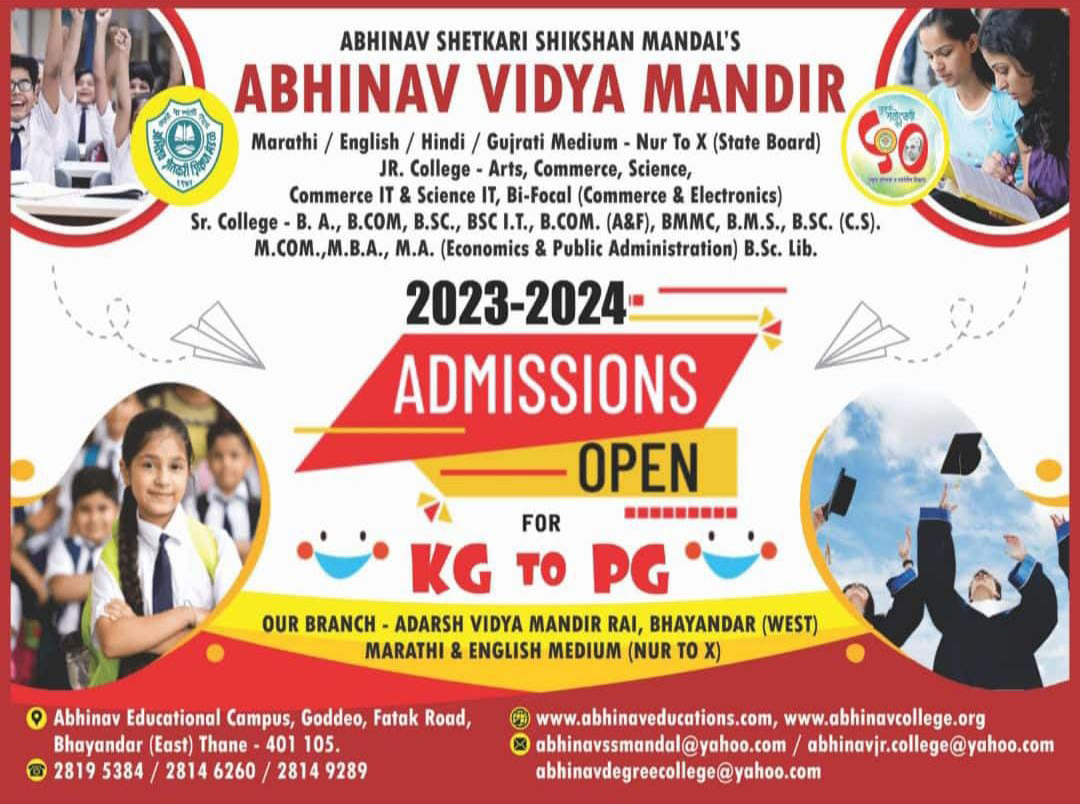 ABHINAV SHETKARI SHIKSHAN MANDAL'S
ABHINAV VIDYA MANDIR
Marathi / English / Hindi / Gujrati Medium - Nur To X (State Board)
JR. College - Arts, Commerce, Science,
Commerce IT & Science IT, Bi-Focal (Commerce & Electronics)
Sr. College - B. A., B.COM, B.SC., BSC I.T., B.COM. (A&F), BMMC, B.M.S., B.SC. (C.S).
M.COM.,M.B.A., M.A. (Economics & Public Administration) B.Sc. Lib.
2023-2024
ADMISSIONS
OPEN
FOR
KG TO PG
OUR BRANCH - ADARSH VIDYA MANDIR RAI, BHAYANDAR (WEST)
MARATHI & ENGLISH MEDIUM (NUR TO X)
Abhinav Educational Campus, Goddeo, Fatak Road,
Bhayandar (East) Thane - 401 105.
2819 5384 / 2814 6260 / 2814 9289
www.abhinaveducations.com, www.abhinavcollege.org
abhinavssmandal@yahoo.com / abhinavjr.college@yahoo.com
abhinavdegreecollege@yahoo.com